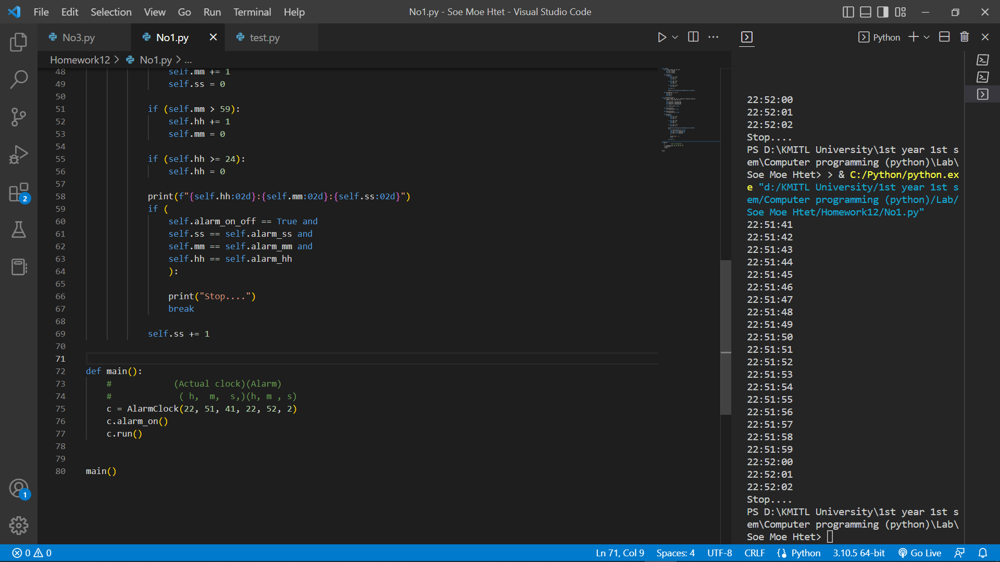 File Edit Selection View Go Run Terminal Help
No1.py - Soe Moe Htet - Visual Studio Code
No3.py
No1.py
test.py
Python
Homework12 > No1.py > ...
48 self.mm += 1
49 self.ss = 0
50
51 if (self.mm > 59):
52 self.hh += 1
53 self.mm = 0
54
55 if (self.hh >= 24):
56 self.hh = 0
57
58 print(f"{self.hh:02d}:{self.mm:02d}:{self.ss:02d}")
59 if (
60 self.alarm_on_off == True and
61 self.ss == self.alarm_ss and
62 self.mm == self.alarm_mm and
63 self.hh == self.alarm_hh
64 ):
65
66 print("Stop....")
67 break
68
69 self.ss += 1
70
71
72 def main():
73 # (Actual clock)(Alarm)
74 # ( h, m, s,)(h, m , s)
75 c = AlarmClock(22, 51, 41, 22, 52, 2)
76 c.alarm_on()
77 c.run()
78
79
80 main()
22:52:00
22:52:01
22:52:02
Stop....
PS D:\KMITL University\1st year 1st s
em\Computer programming (python)\Lab\
Soe Moe Htet> > & C:/Python/python.ex
e "d:/KMITL University/1st year 1st s
em/Computer programming (python)/Lab/
Soe Moe Htet/Homework12/No1.py"
22:51:41
22:51:42
22:51:43
22:51:44
22:51:45
22:51:46
22:51:47
22:51:48
22:51:49
22:51:50
22:51:51
22:51:52
22:51:53
22:51:54
22:51:55
22:51:56
22:51:57
22:51:58
22:51:59
22:52:00
22:52:01
22:52:02
Stop....
PS D:\KMITL University\1st year 1st s
em\Computer programming (python)\Lab\
Soe Moe Htet>
2
1
0 0
Ln 71, Col 9 Spaces: 4 UTF-8 CRLF Python 3.10.5 64-bit Go Live